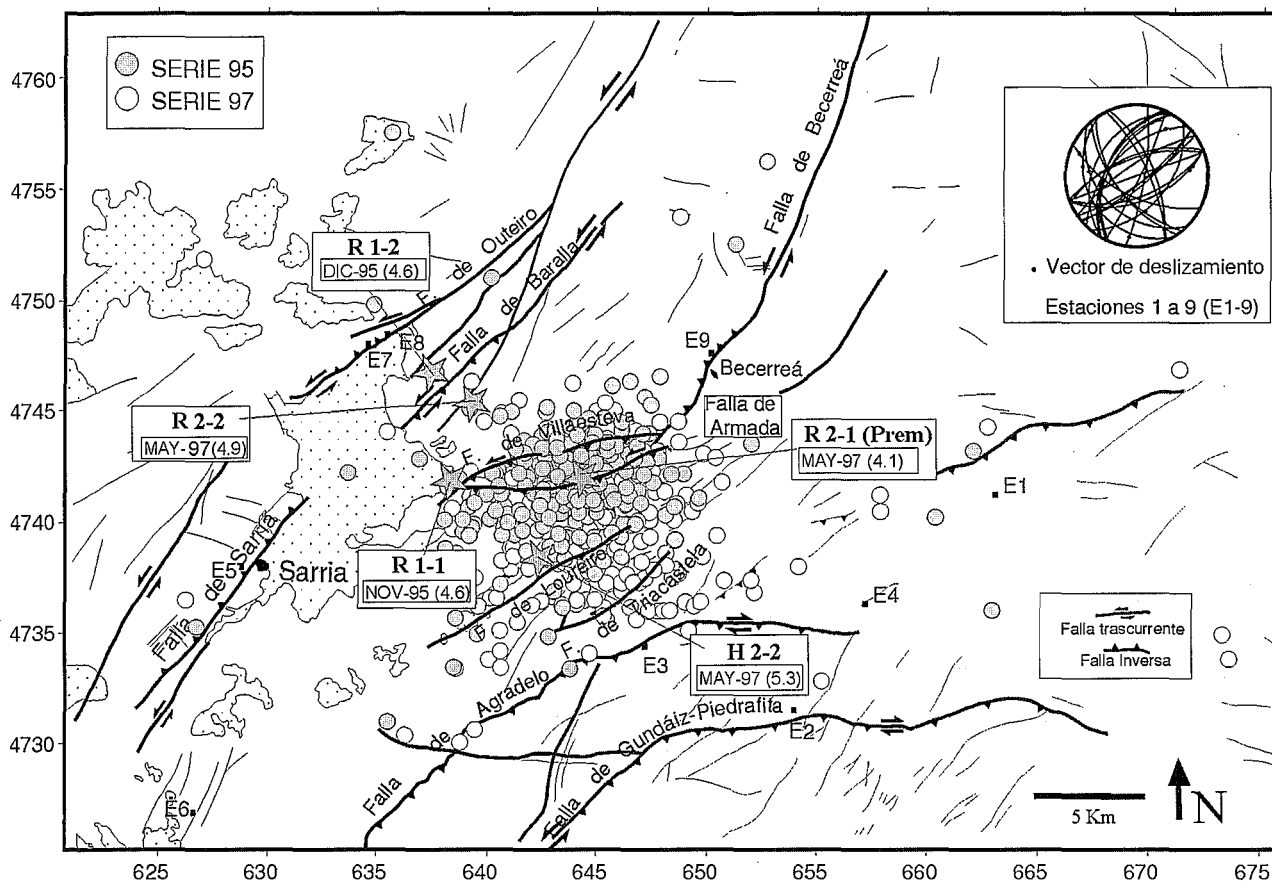 SERIE 95
SERIE 97
4760
4755
4750
4745
4740
4735
4730
R 1-2
DIC-95 (4.6)
F. de Outeiro
Falla de Baralla
Falla de Becerreá
Vector de deslizamiento
Estaciones 1 a 9 (E1-9)
E7
E8
E9
Becerreá
Falla de
Armada
R 2-2
MAY-97(4.9)
F. de Villaesteva
R 2-1 (Prem)
MAY-97 (4.1)
E1
Falla de Sarria
E5
Sarria
R 1-1
NOV-95 (4.6)
F. de Loureiro
F. de Triacastela
E4
E3
H 2-2
MAY-97 (5.3)
Falla trascurrente
Falla Inversa
Falla de Agradelo
Falla de Gundáiz-Piedrafita
E2
E6
5 Km
N
625 630 635 640 645 650 655 660 665 670 675